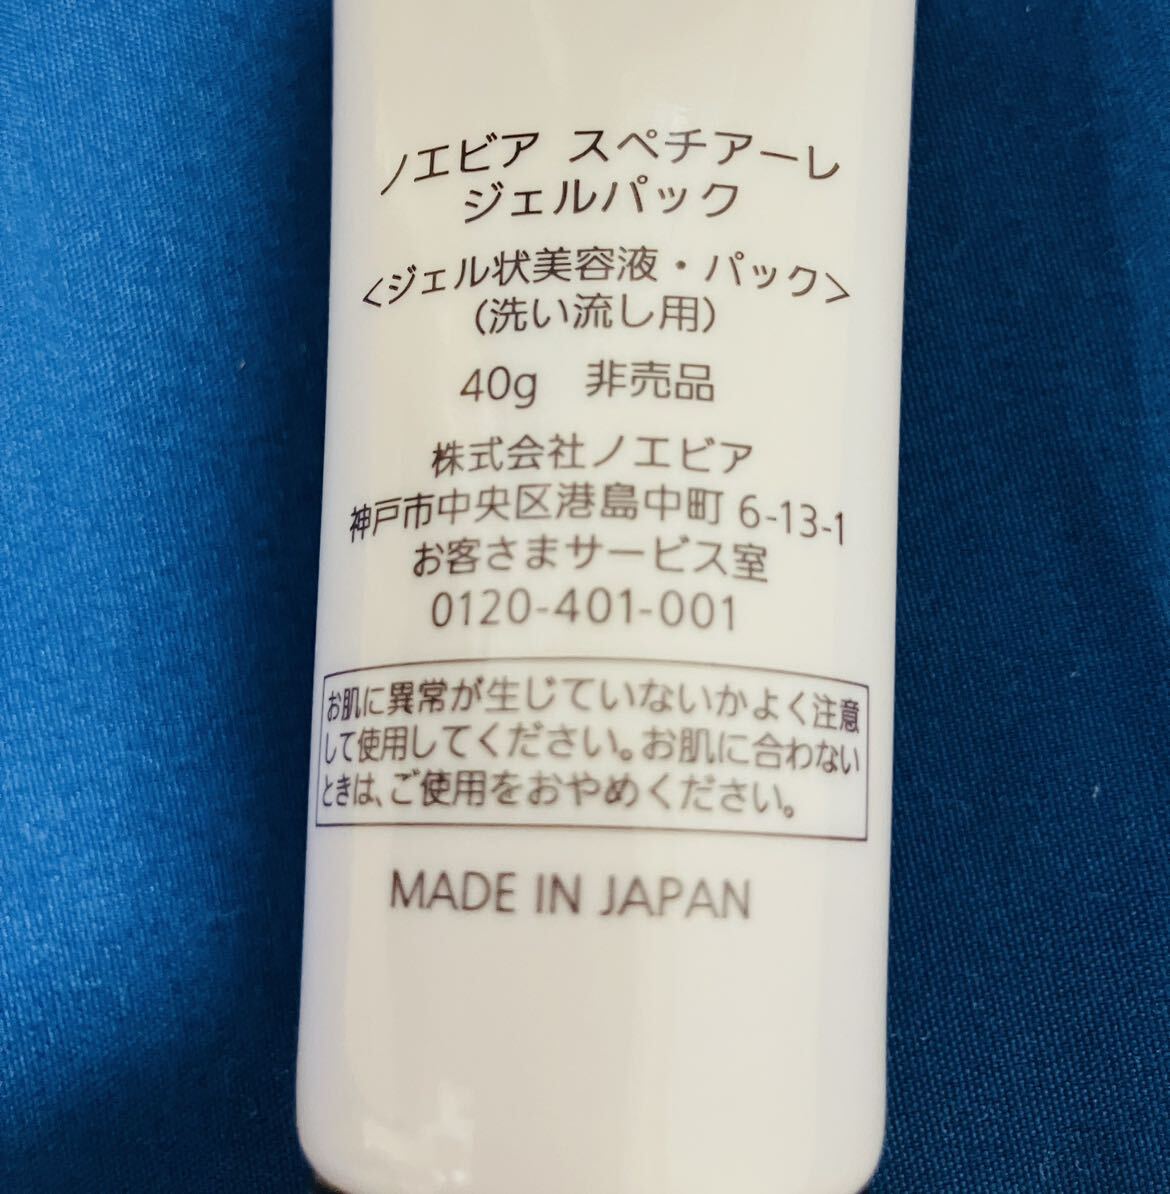 ノエビア スペチアーレ
ジェルパック
<ジェル状美容液・パック>
(洗い流し用)
40g 非売品
株式会社ノエビア
神戸市中央区港島中町 6-13-1
お客さまサービス室
0120-401-001
お肌に異常が生じていないかよく注意
して使用してください。お肌に合わない
ときは、ご使用をおやめください。
MADE IN JAPAN